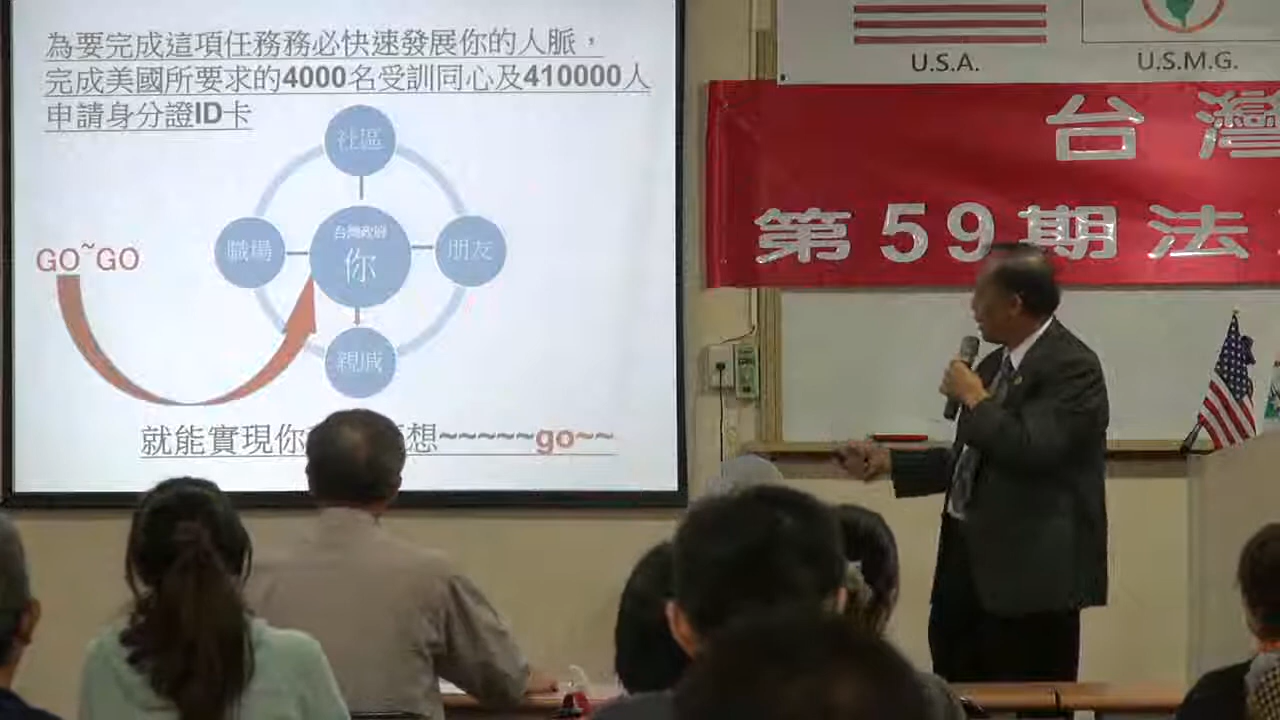 為要完成這項任務務必快速發展你的人脈，
完成美國所要求的4000名受訓同心及410000人
申請身分證ID卡
社區
職場
台灣政府
你
朋友
親戚
GO~GO
就能實現你 想~~~~~go~~
U.S.A.
U.S.M.G.
台灣
第59期法